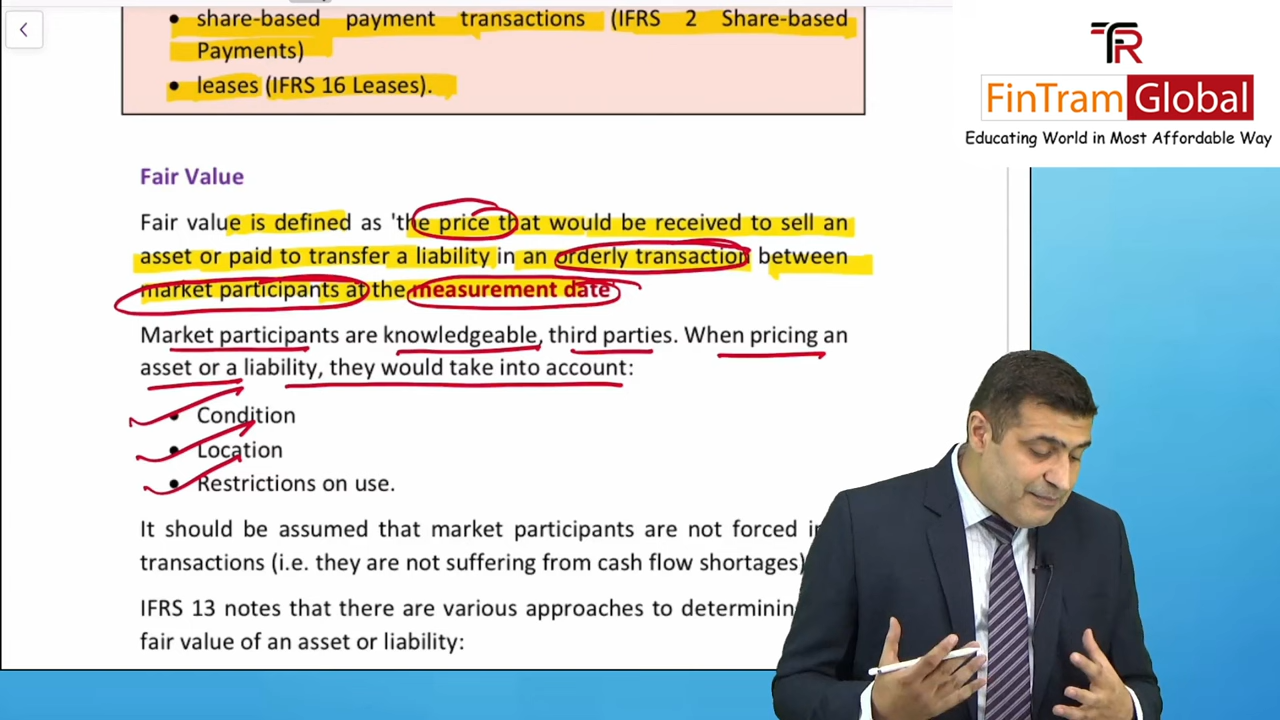 • share-based payment transactions (IFRS 2 Share-based
Payments)
• leases (IFRS 16 Leases).
FR
FinTram Global
Educating World in Most Affordable Way
Fair Value
Fair value is defined as 'the price that would be received to sell an
asset or paid to transfer a liability in an orderly transaction between
market participants at the measurement date
Market participants are knowledgeable, third parties. When pricing an
asset or a liability, they would take into account:
• Condition
• Location
• Restrictions on use.
It should be assumed that market participants are not forced
transactions (i.e. they are not suffering from cash flow shortages)
IFRS 13 notes that there are various approaches to
fair value of an asset or liability: